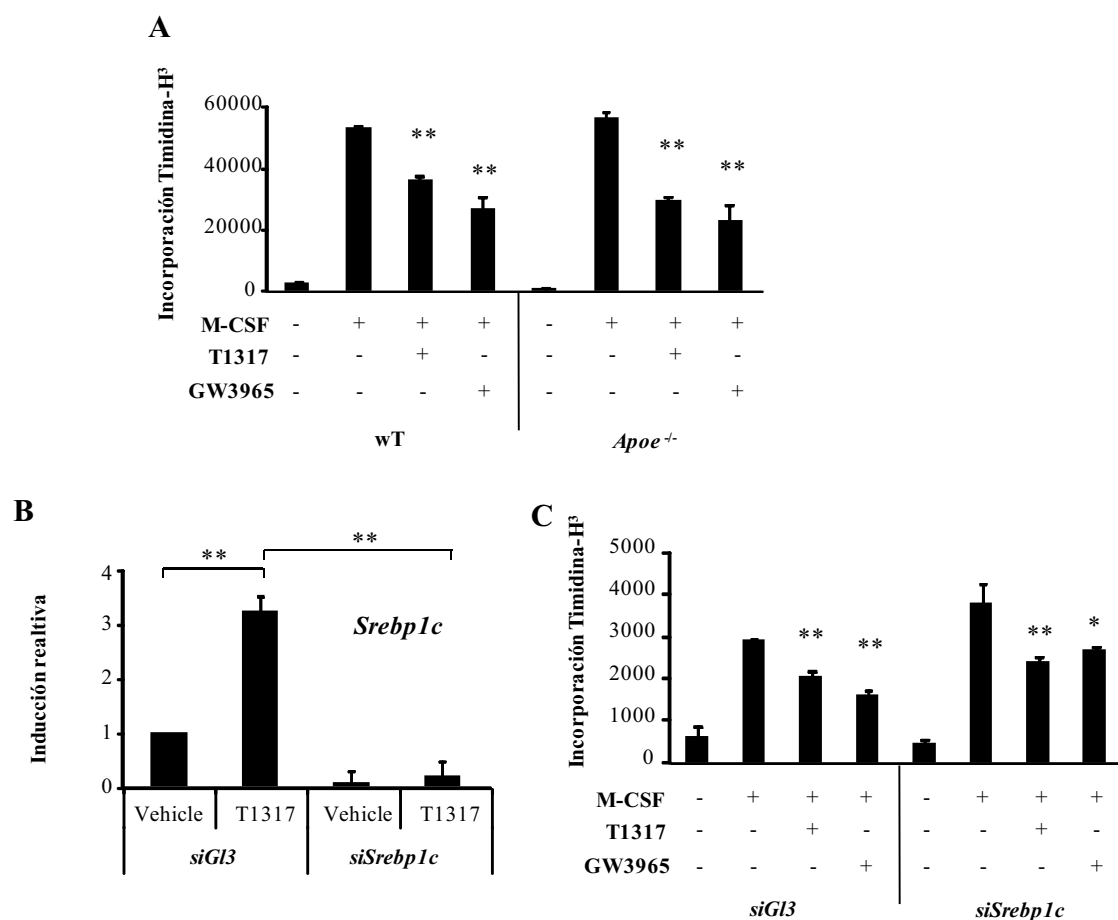 A
Incorporación Timidina-H³
60000
40000
20000
0
** ** ** **
M-CSF - + + + - + + +
T1317 - - + - - - + -
GW3965 - - - + - - - +
wT Apoe -/-
B
Inducción realtiva
4
3
2
1
0
** **
Srebp1c
Vehicle T1317 Vehicle T1317
siGl3 siSrebp1c
C
Incorporación Timidina-H³
5000
4000
3000
2000
1000
0
** ** ** *
M-CSF - + + + - + + +
T1317 - - + - - - + -
GW3965 - - - + - - - +
siGl3 siSrebp1c